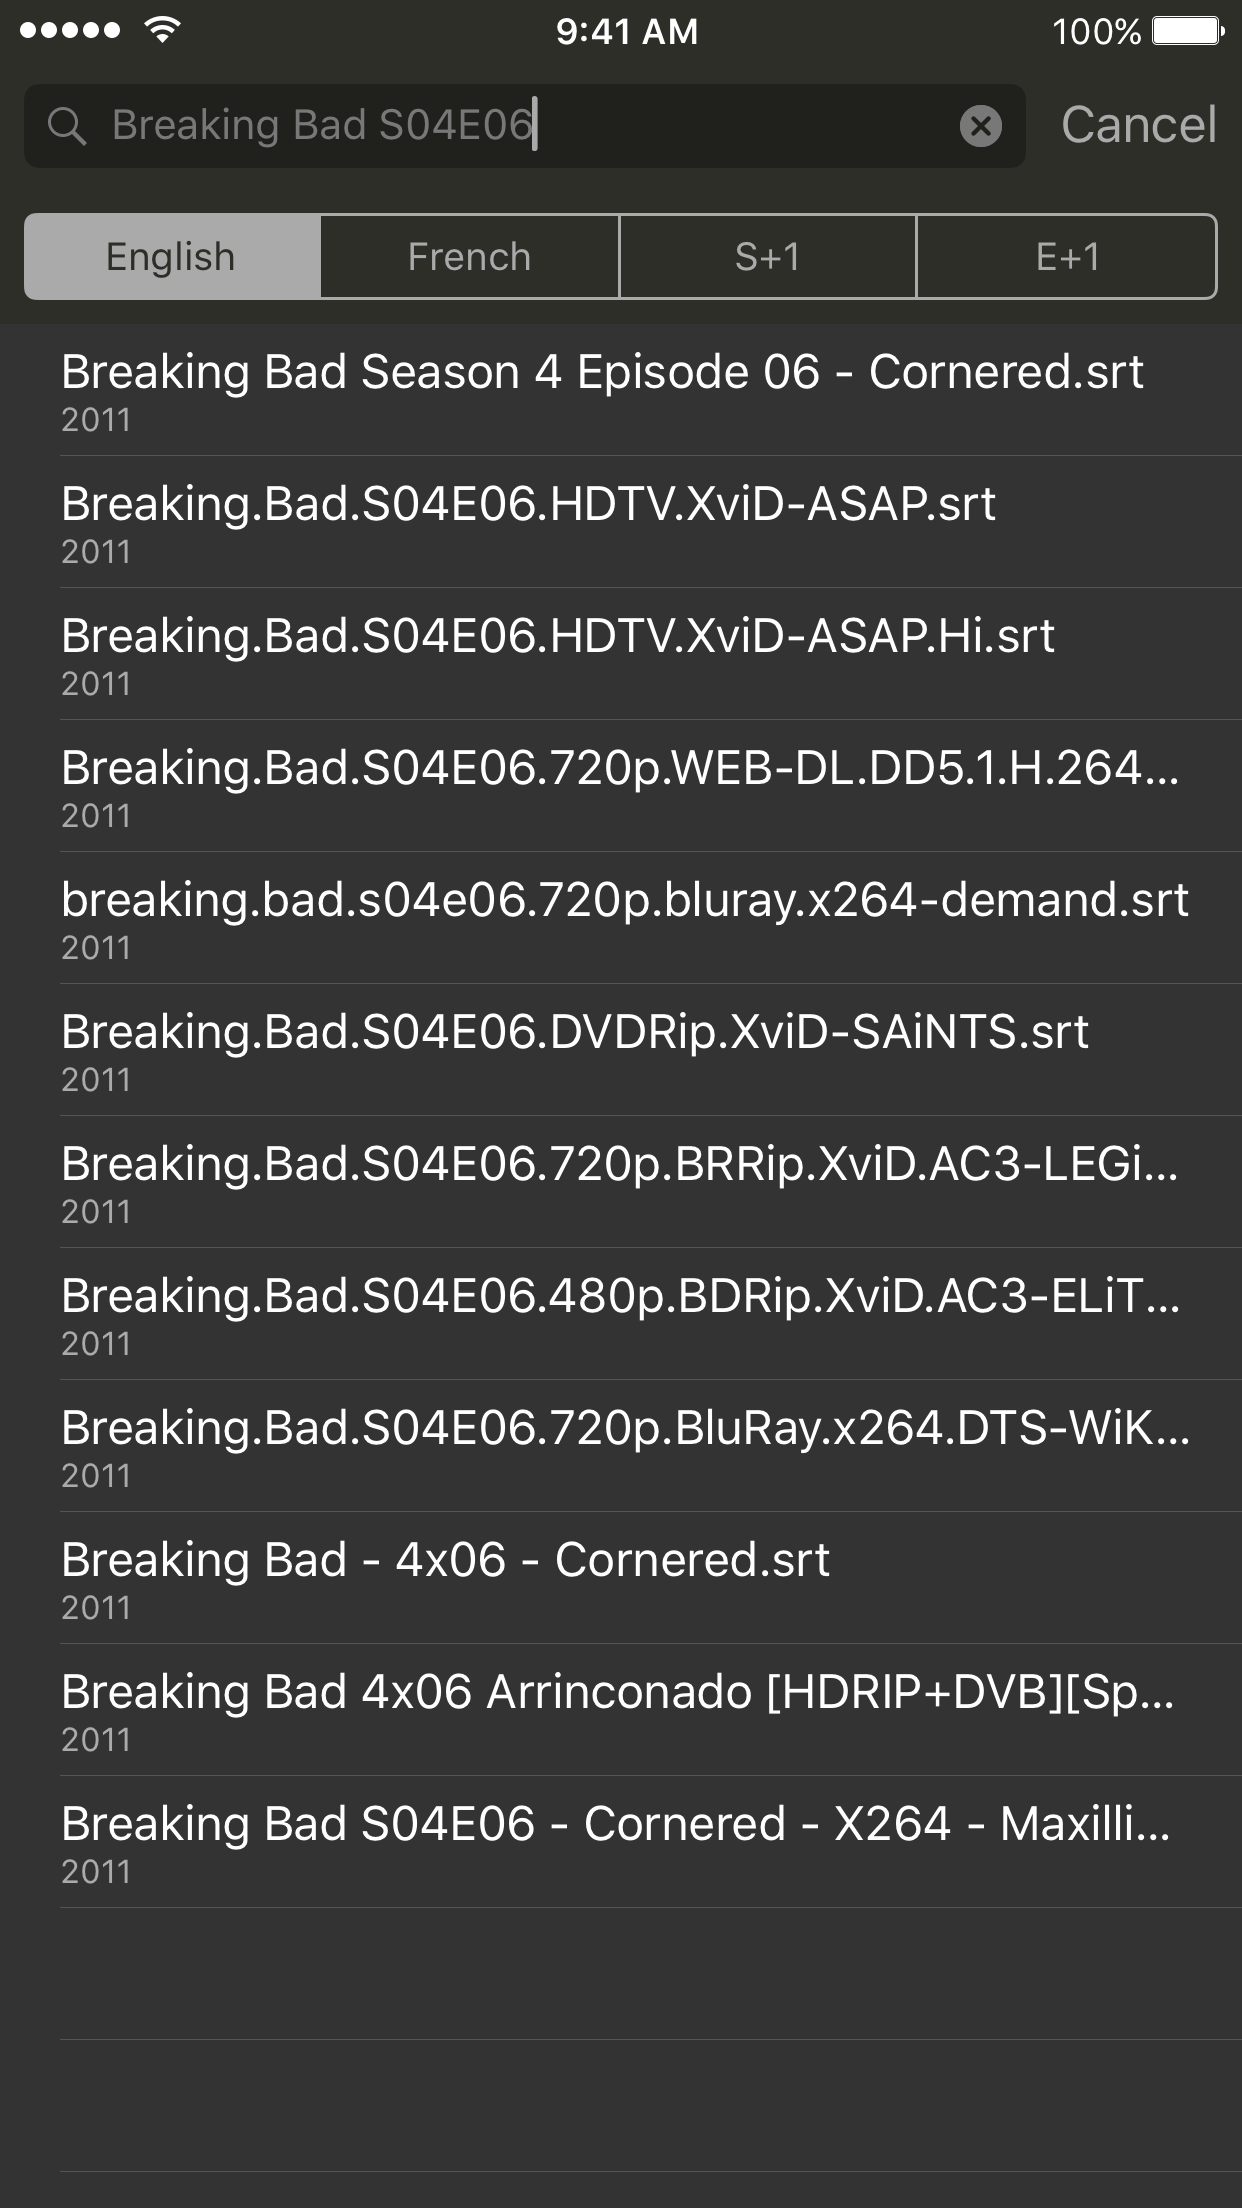 9:41 AM 100%
Breaking Bad S04E06 Cancel
English French S+1 E+1
Breaking Bad Season 4 Episode 06 - Cornered.srt
2011
Breaking.Bad.S04E06.HDTV.XviD-ASAP.srt
2011
Breaking.Bad.S04E06.HDTV.XviD-ASAP.Hi.srt
2011
Breaking.Bad.S04E06.720p.WEB-DL.DD5.1.H.264...
2011
breaking.bad.s04e06.720p.bluray.x264-demand.srt
2011
Breaking.Bad.S04E06.DVDRip.XviD-SAiNTS.srt
2011
Breaking.Bad.S04E06.720p.BRRip.XviD.AC3-LEGi...
2011
Breaking.Bad.S04E06.480p.BDRip.XviD.AC3-ELiT...
2011
Breaking.Bad.S04E06.720p.BluRay.x264.DTS-WiK...
2011
Breaking Bad - 4x06 - Cornered.srt
2011
Breaking Bad 4x06 Arrinconado [HDRIP+DVB][Sp...
2011
Breaking Bad S04E06 - Cornered - X264 - Maxilli...
2011